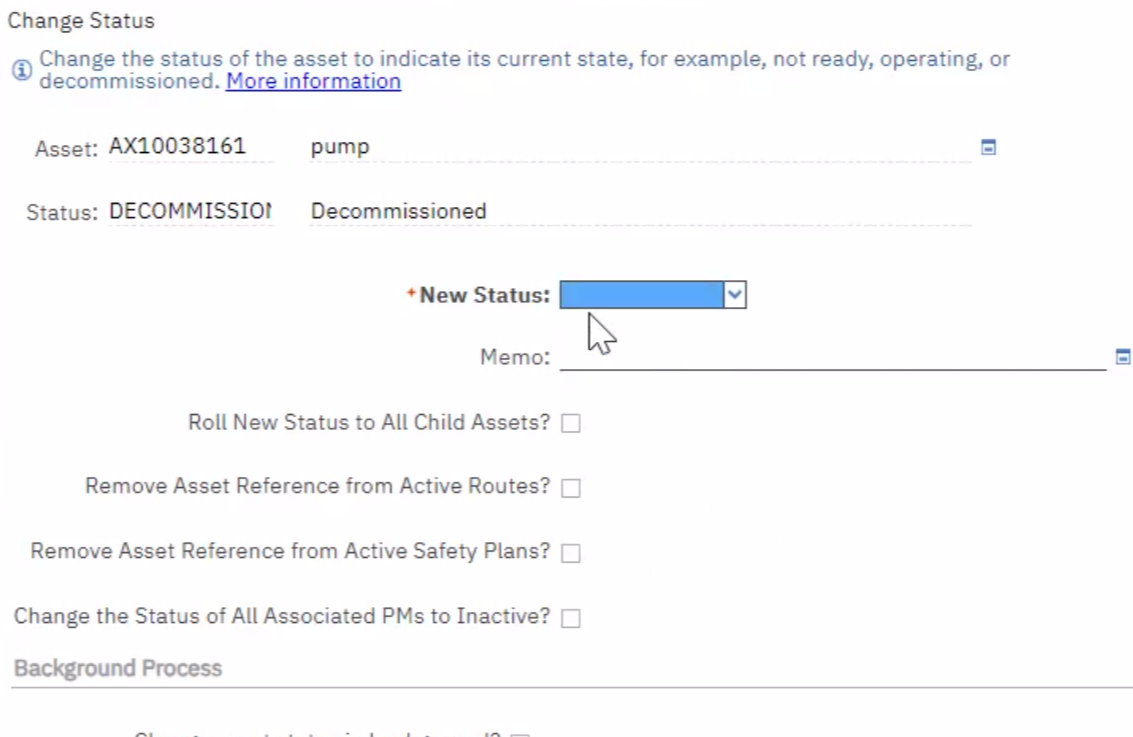 Change Status
Change the status of the asset to indicate its current state, for example, not ready, operating, or
decommissioned. More information
Asset: AX10038161 pump
Status: DECOMMISSION Decommissioned
*New Status:
Memo:
Roll New Status to All Child Assets?
Remove Asset Reference from Active Routes?
Remove Asset Reference from Active Safety Plans?
Change the Status of All Associated PMs to Inactive?
Background Process